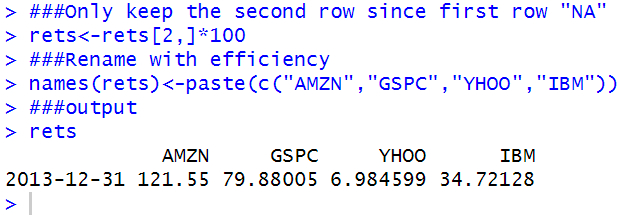 > ###Only keep the second row since first row "NA"
> rets<-rets[2,]*100
> ###Rename with efficiency
> names(rets)<-paste(c("AMZN","GSPC","YHOO","IBM"))
> ###output
> rets
             AMZN     GSPC     YHOO      IBM
2013-12-31 121.55 79.88005 6.984599 34.72128
>